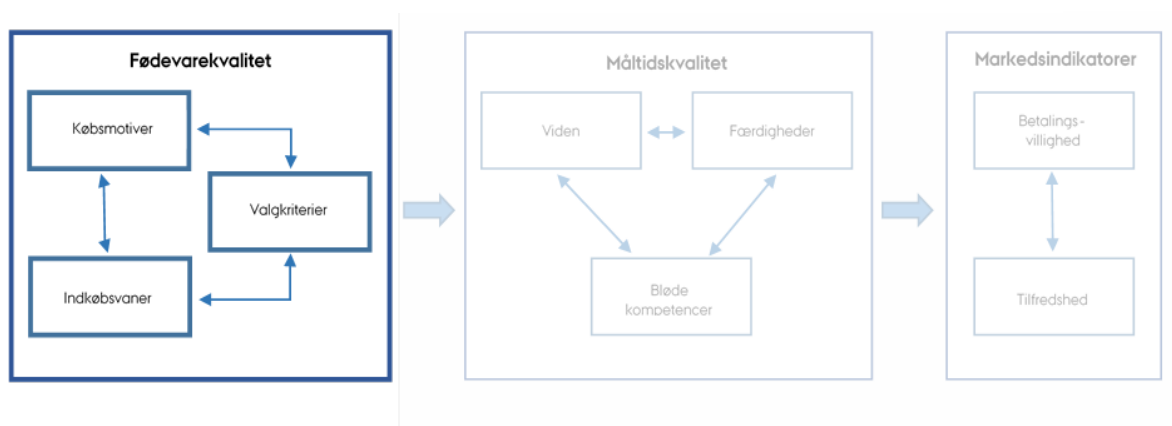 Fødevarekvalitet
Købsmotiver
Valgkriterier
Indkøbsvaner
Måltidskvalitet
Viden
Færdigheder
Bløde
kompetencer
Markedsindikatorer
Betalings-
villighed
Tilfredshed